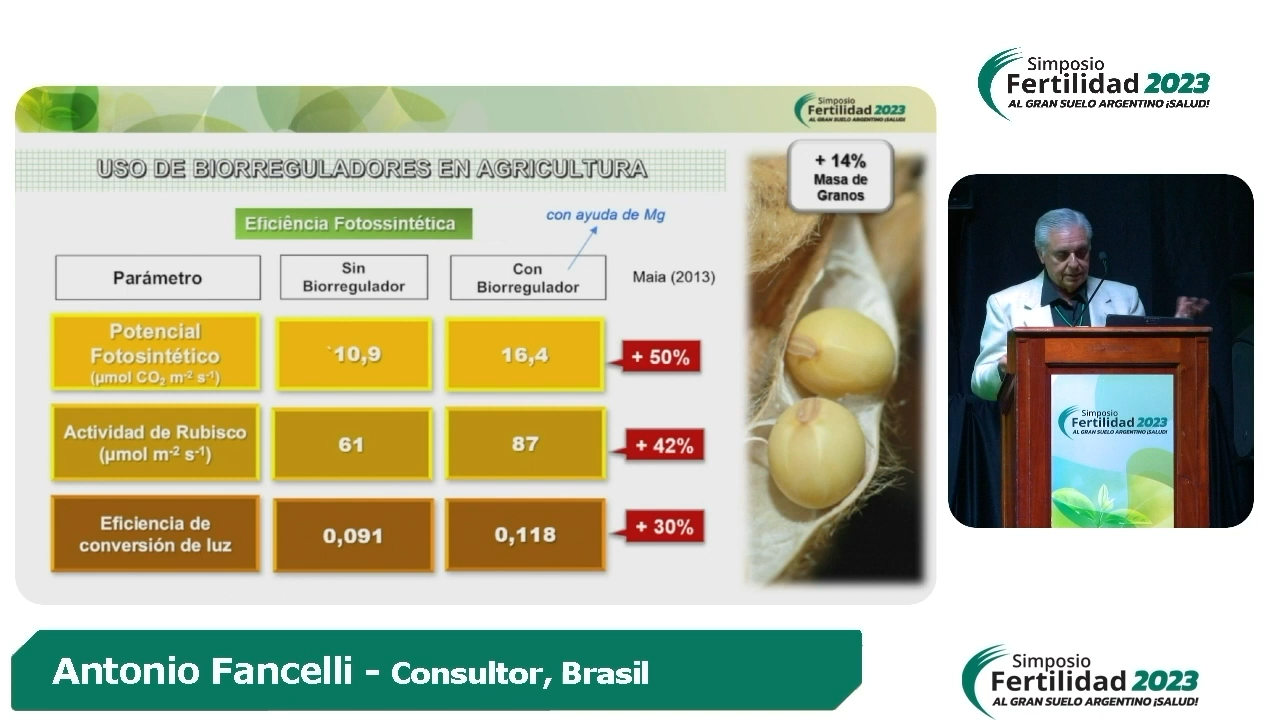 Simposio
Fertilidad 2023
AL GRAN SUELO ARGENTINO ¡SALUD!
Simposio
Fertilidad 2023
AL GRAN SUELO ARGENTINO ¡SALUD!
USO DE BIORREGULADORES EN AGRICULTURA
+ 14%
Masa de
Granos
Eficiência Fotossintética
con ayuda de Mg
Parámetro
Sin
Biorregulador
Con
Biorregulador
Maia (2013)
Potencial
Fotosintético
(µmol CO₂ m⁻² s⁻¹)
10,9
16,4
+ 50%
Actividad de Rubisco
(µmol m⁻² s⁻¹)
61
87
+ 42%
Eficiencia de
conversión de luz
0,091
0,118
+ 30%
Simposio
Fertilidad 2023
AL GRAN SUELO ARGENTINO ¡SALUD!
Antonio Fancelli - Consultor, Brasil
Simposio
Fertilidad 2023
AL GRAN SUELO ARGENTINO ¡SALUD!